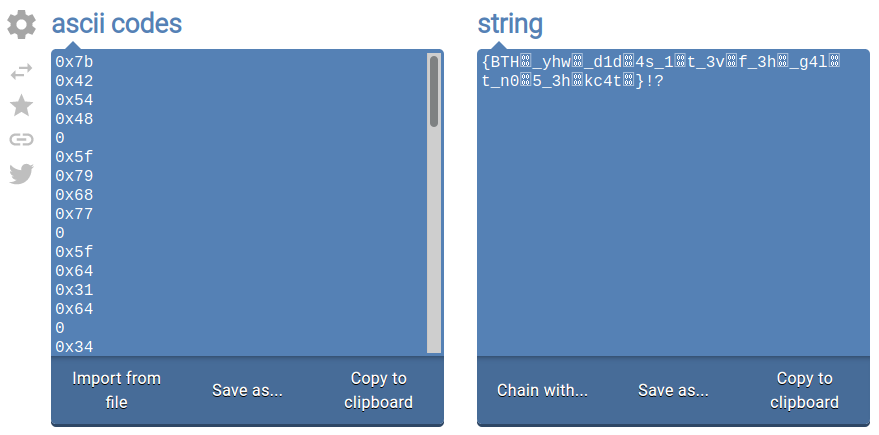 ascii codes
0x7b
0x42
0x54
0x48
0
0x5f
0x79
0x68
0x77
0
0x5f
0x64
0x31
0x64
0
0x34
Import from
file
Save as...
Copy to
clipboard
string
{BTH␀_yhw␀_d1d␀4s_1␀t_3v␀f_3h␀_g4l␀
t_n0␀5_3h␀kc4t␀}!?
Chain with...
Save as...
Copy to
clipboard